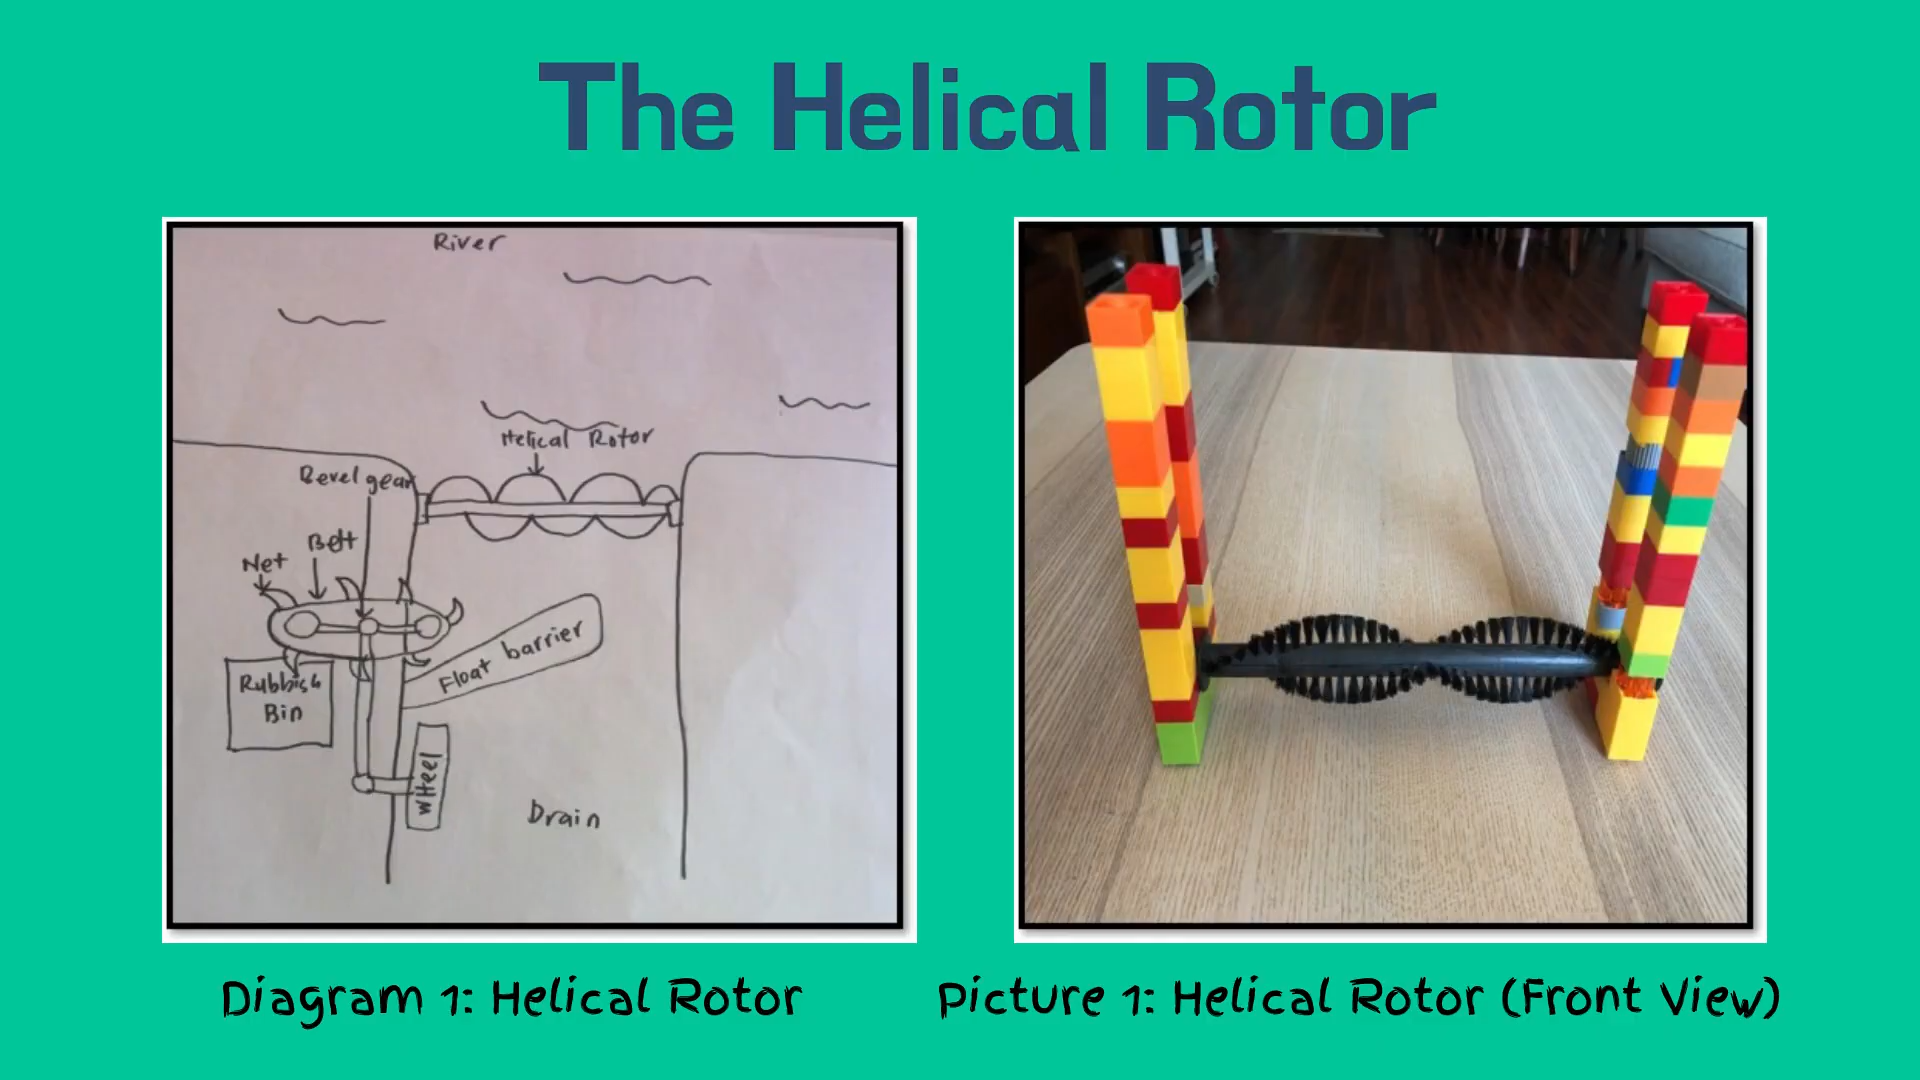 The Helical Rotor
River
Helical Rotor
Bevel gear
Belt
Net
Float barrier
Rubbish
Bin
Wheel
Drain
Diagram 1: Helical Rotor
Picture 1: Helical Rotor (Front View)